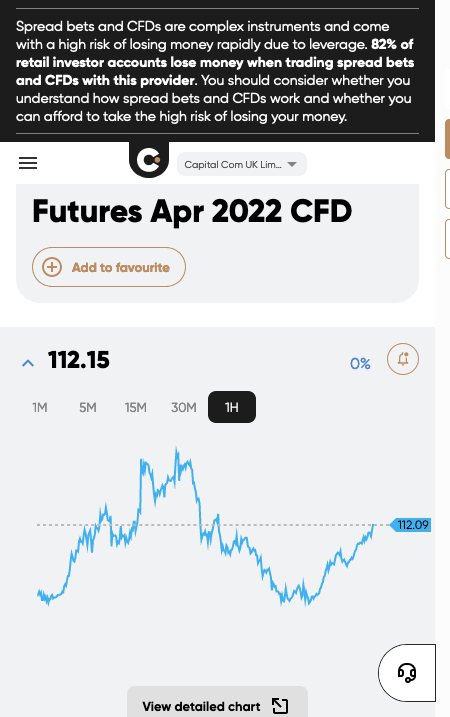 Spread bets and CFDs are complex instruments and come
with a high risk of losing money rapidly due to leverage. 82% of
retail investor accounts lose money when trading spread bets
and CFDs with this provider. You should consider whether you
understand how spread bets and CFDs work and whether you
can afford to take the high risk of losing your money.
Capital Com UK Lim...
Futures Apr 2022 CFD
Add to favourite
112.15
0%
1M 5M 15M 30M 1H
112.09
View detailed chart